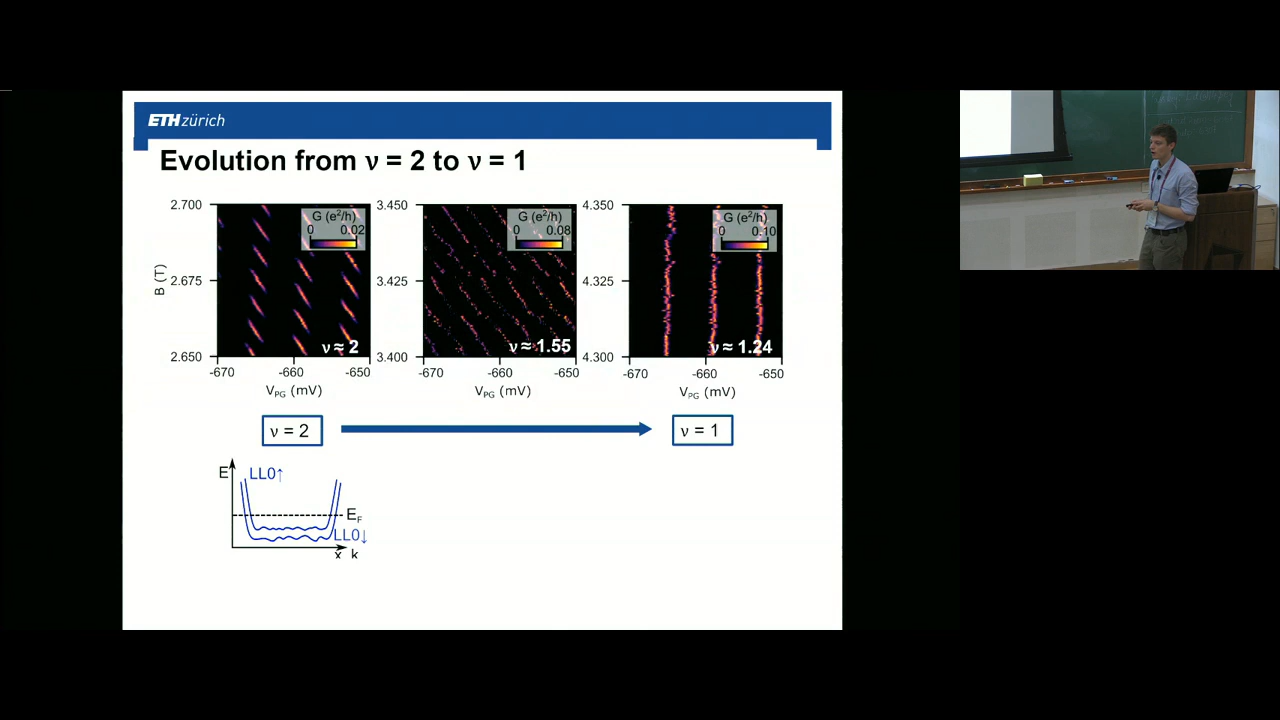 ETH zürich
Evolution from ν = 2 to ν = 1
B (T)
2.700
2.675
2.650
G (e²/h)
0 0.02
ν ≈ 2
-670 -660 -650
V_PG (mV)
3.450
3.425
3.400
G (e²/h)
0 0.08
ν ≈ 1.55
-670 -660 -650
V_PG (mV)
4.350
4.325
4.300
G (e²/h)
0 0.10
ν ≈ 1.24
-670 -660 -650
V_PG (mV)
ν = 2
ν = 1
E
LL0↑
E_F
LL0↓
x k